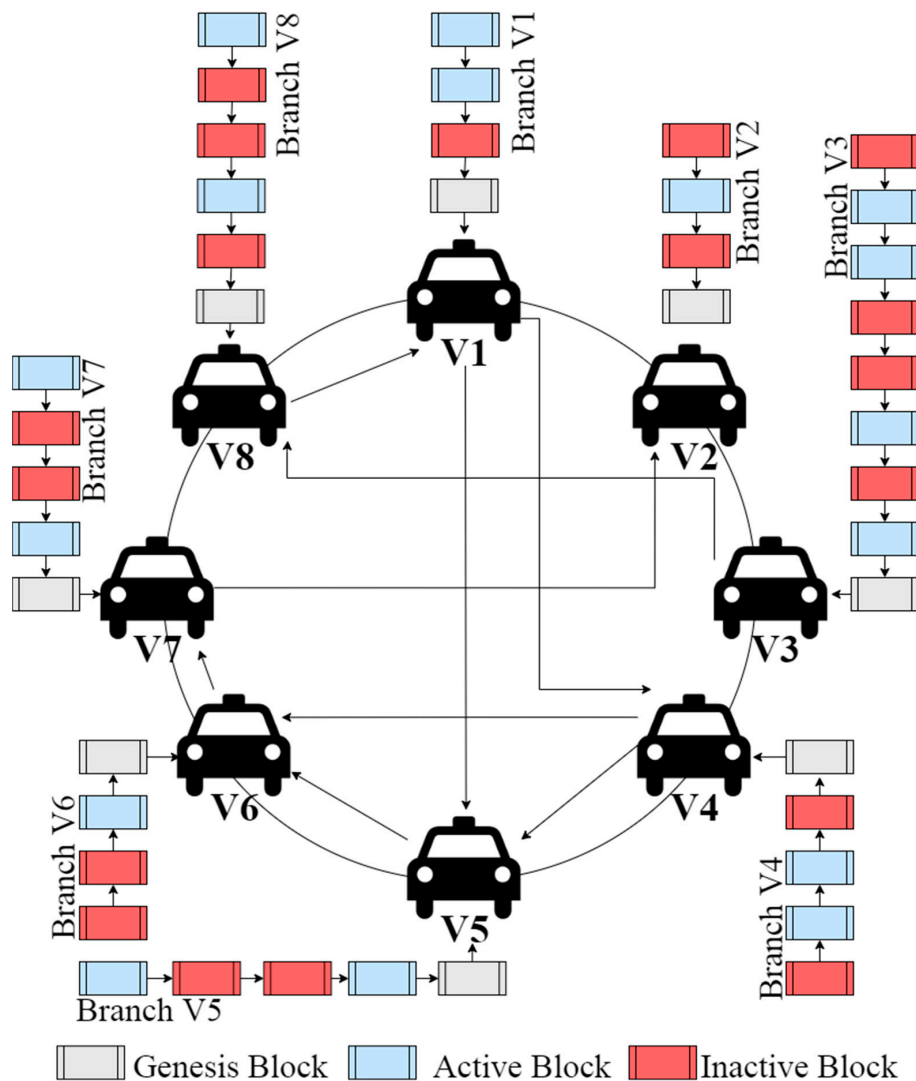 Branch V8
Branch V1
Branch V2
Branch V3
V1
V8
V2
Branch V7
V7
V3
V6
V4
Branch V6
Branch V4
V5
Branch V5
Genesis Block
Active Block
Inactive Block